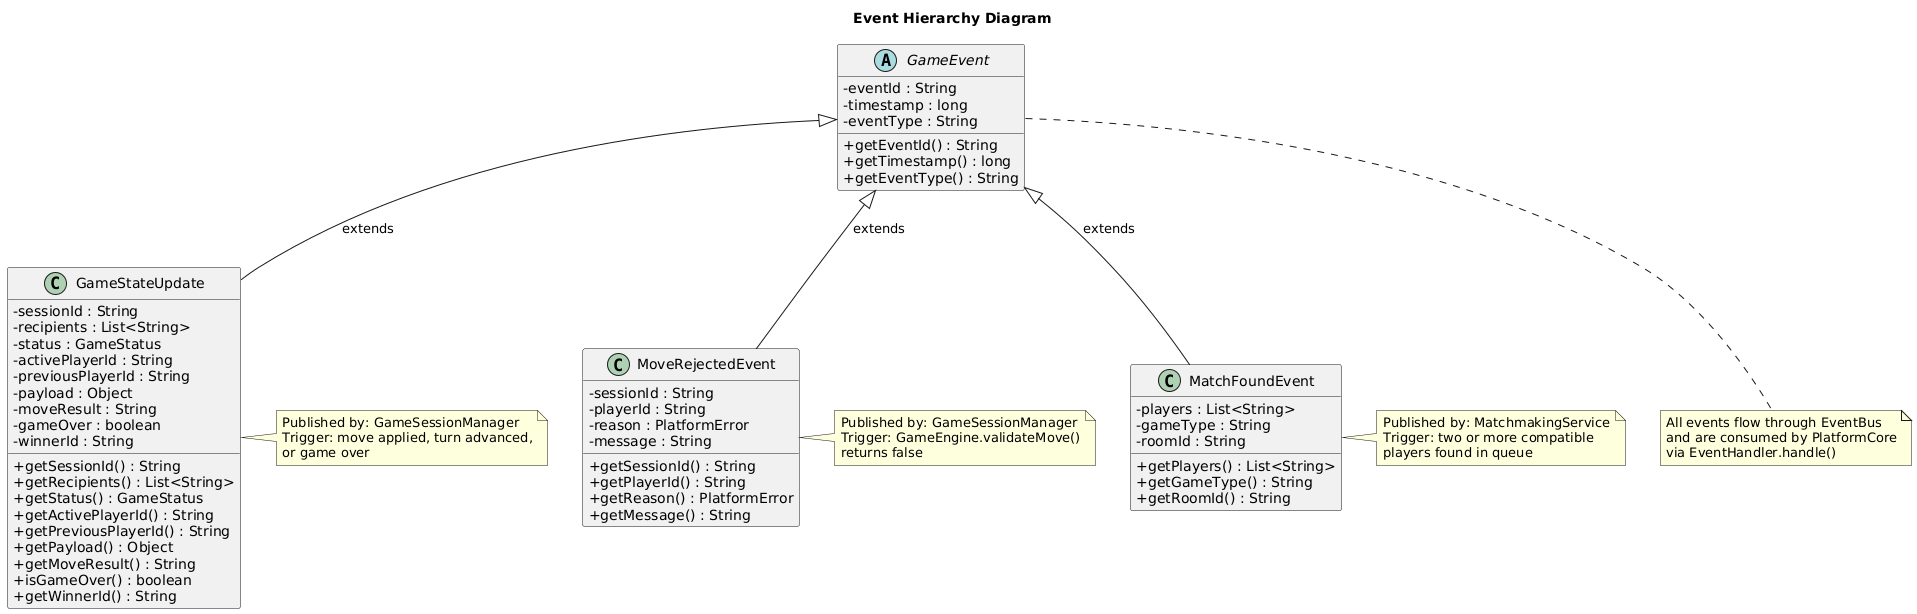 Event Hierarchy Diagram
A GameEvent
-eventId : String
-timestamp : long
-eventType : String
+getEventId() : String
+getTimestamp() : long
+getEventType() : String
extends
extends
extends
C GameStateUpdate
-sessionId : String
-recipients : List<String>
-status : GameStatus
-activePlayerId : String
-previousPlayerId : String
-payload : Object
-moveResult : String
-gameOver : boolean
-winnerId : String
+getSessionId() : String
+getRecipients() : List<String>
+getStatus() : GameStatus
+getActivePlayerId() : String
+getPreviousPlayerId() : String
+getPayload() : Object
+getMoveResult() : String
+isGameOver() : boolean
+getWinnerId() : String
Published by: GameSessionManager
Trigger: move applied, turn advanced,
or game over
C MoveRejectedEvent
-sessionId : String
-playerId : String
-reason : PlatformError
-message : String
+getSessionId() : String
+getPlayerId() : String
+getReason() : PlatformError
+getMessage() : String
Published by: GameSessionManager
Trigger: GameEngine.validateMove()
returns false
C MatchFoundEvent
-players : List<String>
-gameType : String
-roomId : String
+getPlayers() : List<String>
+getGameType() : String
+getRoomId() : String
Published by: MatchmakingService
Trigger: two or more compatible
players found in queue
All events flow through EventBus
and are consumed by PlatformCore
via EventHandler.handle()